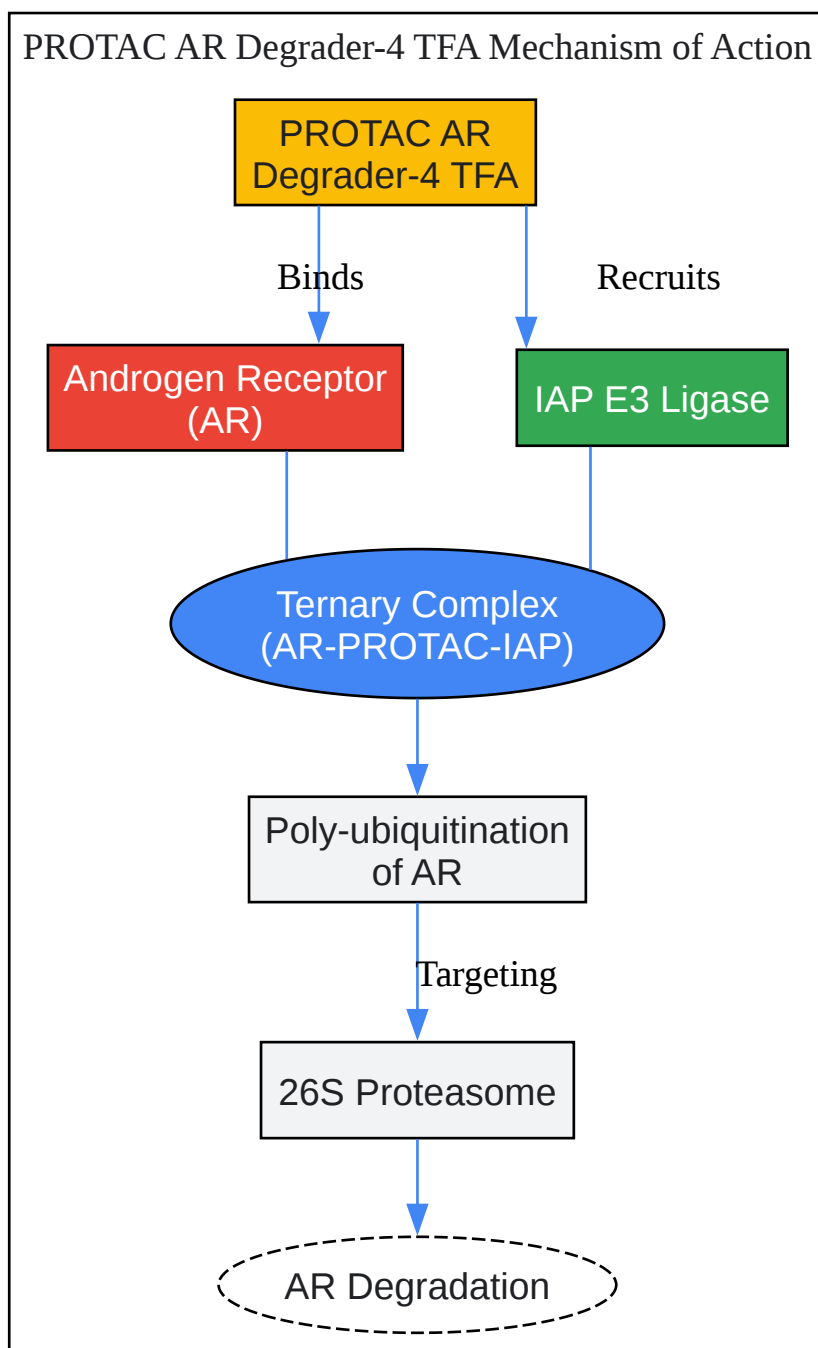 PROTAC AR Degrader-4 TFA Mechanism of Action
PROTAC AR
Degrader-4 TFA
Binds
Recruits
Androgen Receptor
(AR)
IAP E3 Ligase
Ternary Complex
(AR-PROTAC-IAP)
Poly-ubiquitination
of AR
Targeting
26S Proteasome
AR Degradation